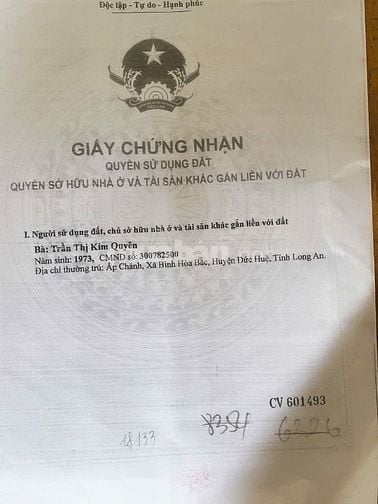 Độc lập - Tự do - Hạnh phúc
GIẤY CHỨNG NHẬN
QUYỀN SỬ DỤNG ĐẤT
QUYỀN SỞ HỮU NHÀ Ở VÀ TÀI SẢN KHÁC GẮN LIỀN VỚI ĐẤT
I. Người sử dụng đất, chủ sở hữu nhà ở và tài sản khác gắn liền với đất
Bà: Trần Thị Kim Quyên
Năm sinh: 1973, CMND số: 300782500
Địa chỉ thường trú: Ấp Chánh, Xã Bình Hòa Bắc, Huyện Đức Huệ, Tỉnh Long An.
CV 601493
18133